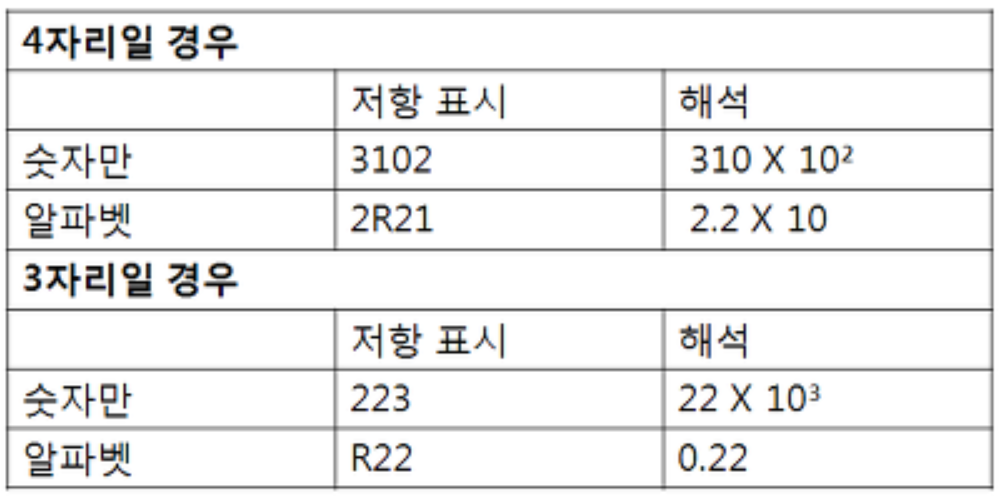 4자리일 경우
저항 표시 해석
숫자만 3102 310 X 10²
알파벳 2R21 2.2 X 10
3자리일 경우
저항 표시 해석
숫자만 223 22 X 10³
알파벳 R22 0.22